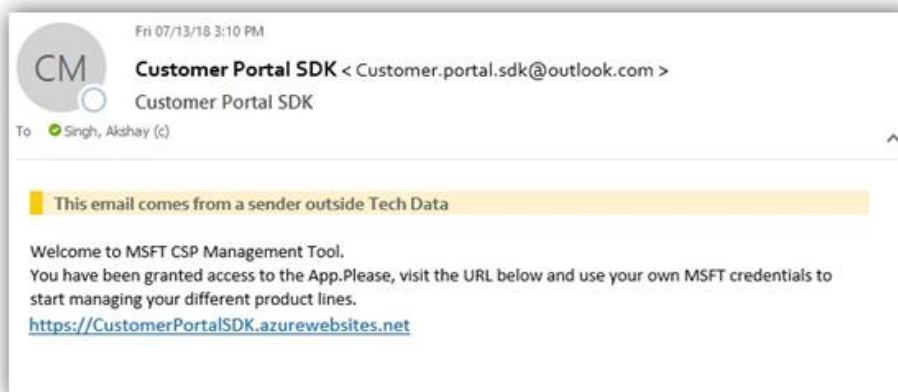 Fri 07/13/18 3:10 PM
CM
Customer Portal SDK < Customer.portal.sdk@outlook.com >
Customer Portal SDK
To Singh, Akshay (c)
This email comes from a sender outside Tech Data
Welcome to MSFT CSP Management Tool.
You have been granted access to the App.Please, visit the URL below and use your own MSFT credentials to
start managing your different product lines.
https://CustomerPortalSDK.azurewebsites.net